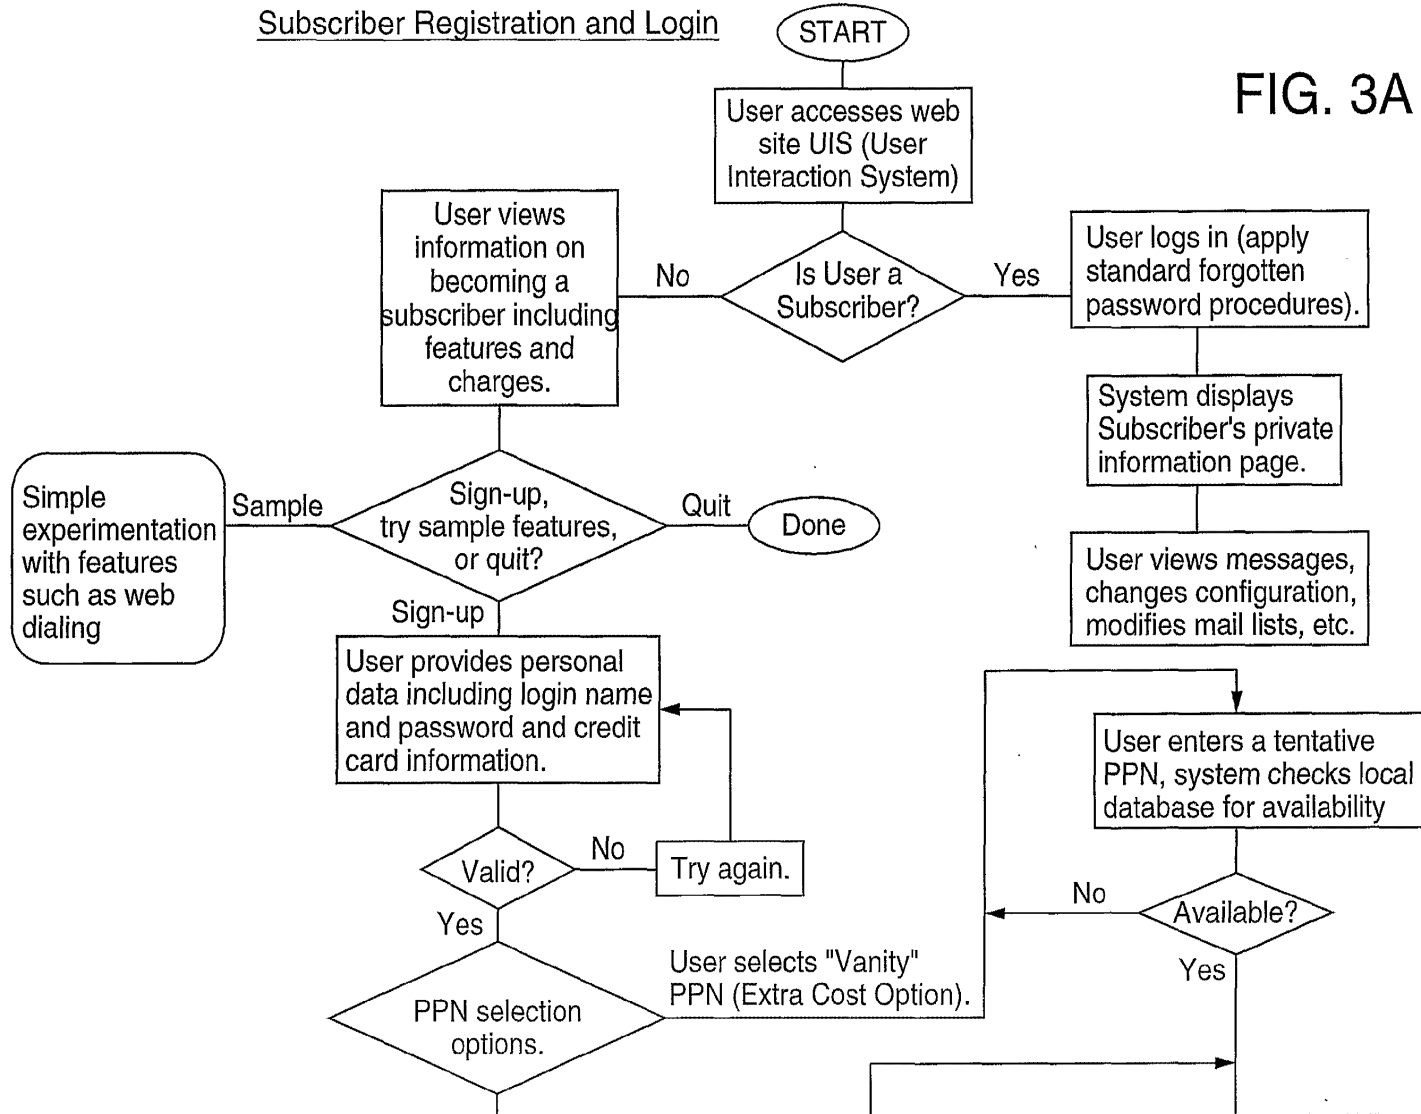 Subscriber Registration and Login
START
FIG. 3A
User accesses web
site UIS (User
Interaction System)
User views
information on
becoming a
subscriber including
features and
charges.
No
Is User a
Subscriber?
Yes
User logs in (apply
standard forgotten
password procedures).
System displays
Subscriber's private
information page.
User views messages,
changes configuration,
modifies mail lists, etc.
Simple
experimentation
with features
such as web
dialing
Sample
Sign-up,
try sample features,
or quit?
Quit
Done
Sign-up
User provides personal
data including login name
and password and credit
card information.
Valid?
No
Try again.
Yes
PPN selection
options.
User selects "Vanity"
PPN (Extra Cost Option).
User enters a tentative
PPN, system checks local
database for availability
No
Available?
Yes